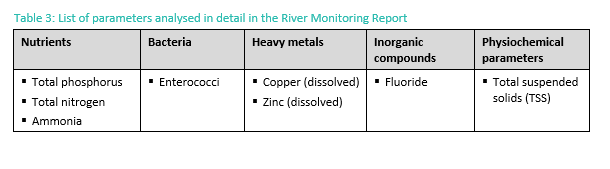 Table 3: List of parameters analysed in detail in the River Monitoring Report
Nutrients
Bacteria
Heavy metals
Inorganic
compounds
Physiochemical
parameters
▪ Total phosphorus
▪ Total nitrogen
▪ Ammonia
▪ Enterococci
▪ Copper (dissolved)
▪ Zinc (dissolved)
▪ Fluoride
▪ Total suspended
solids (TSS)